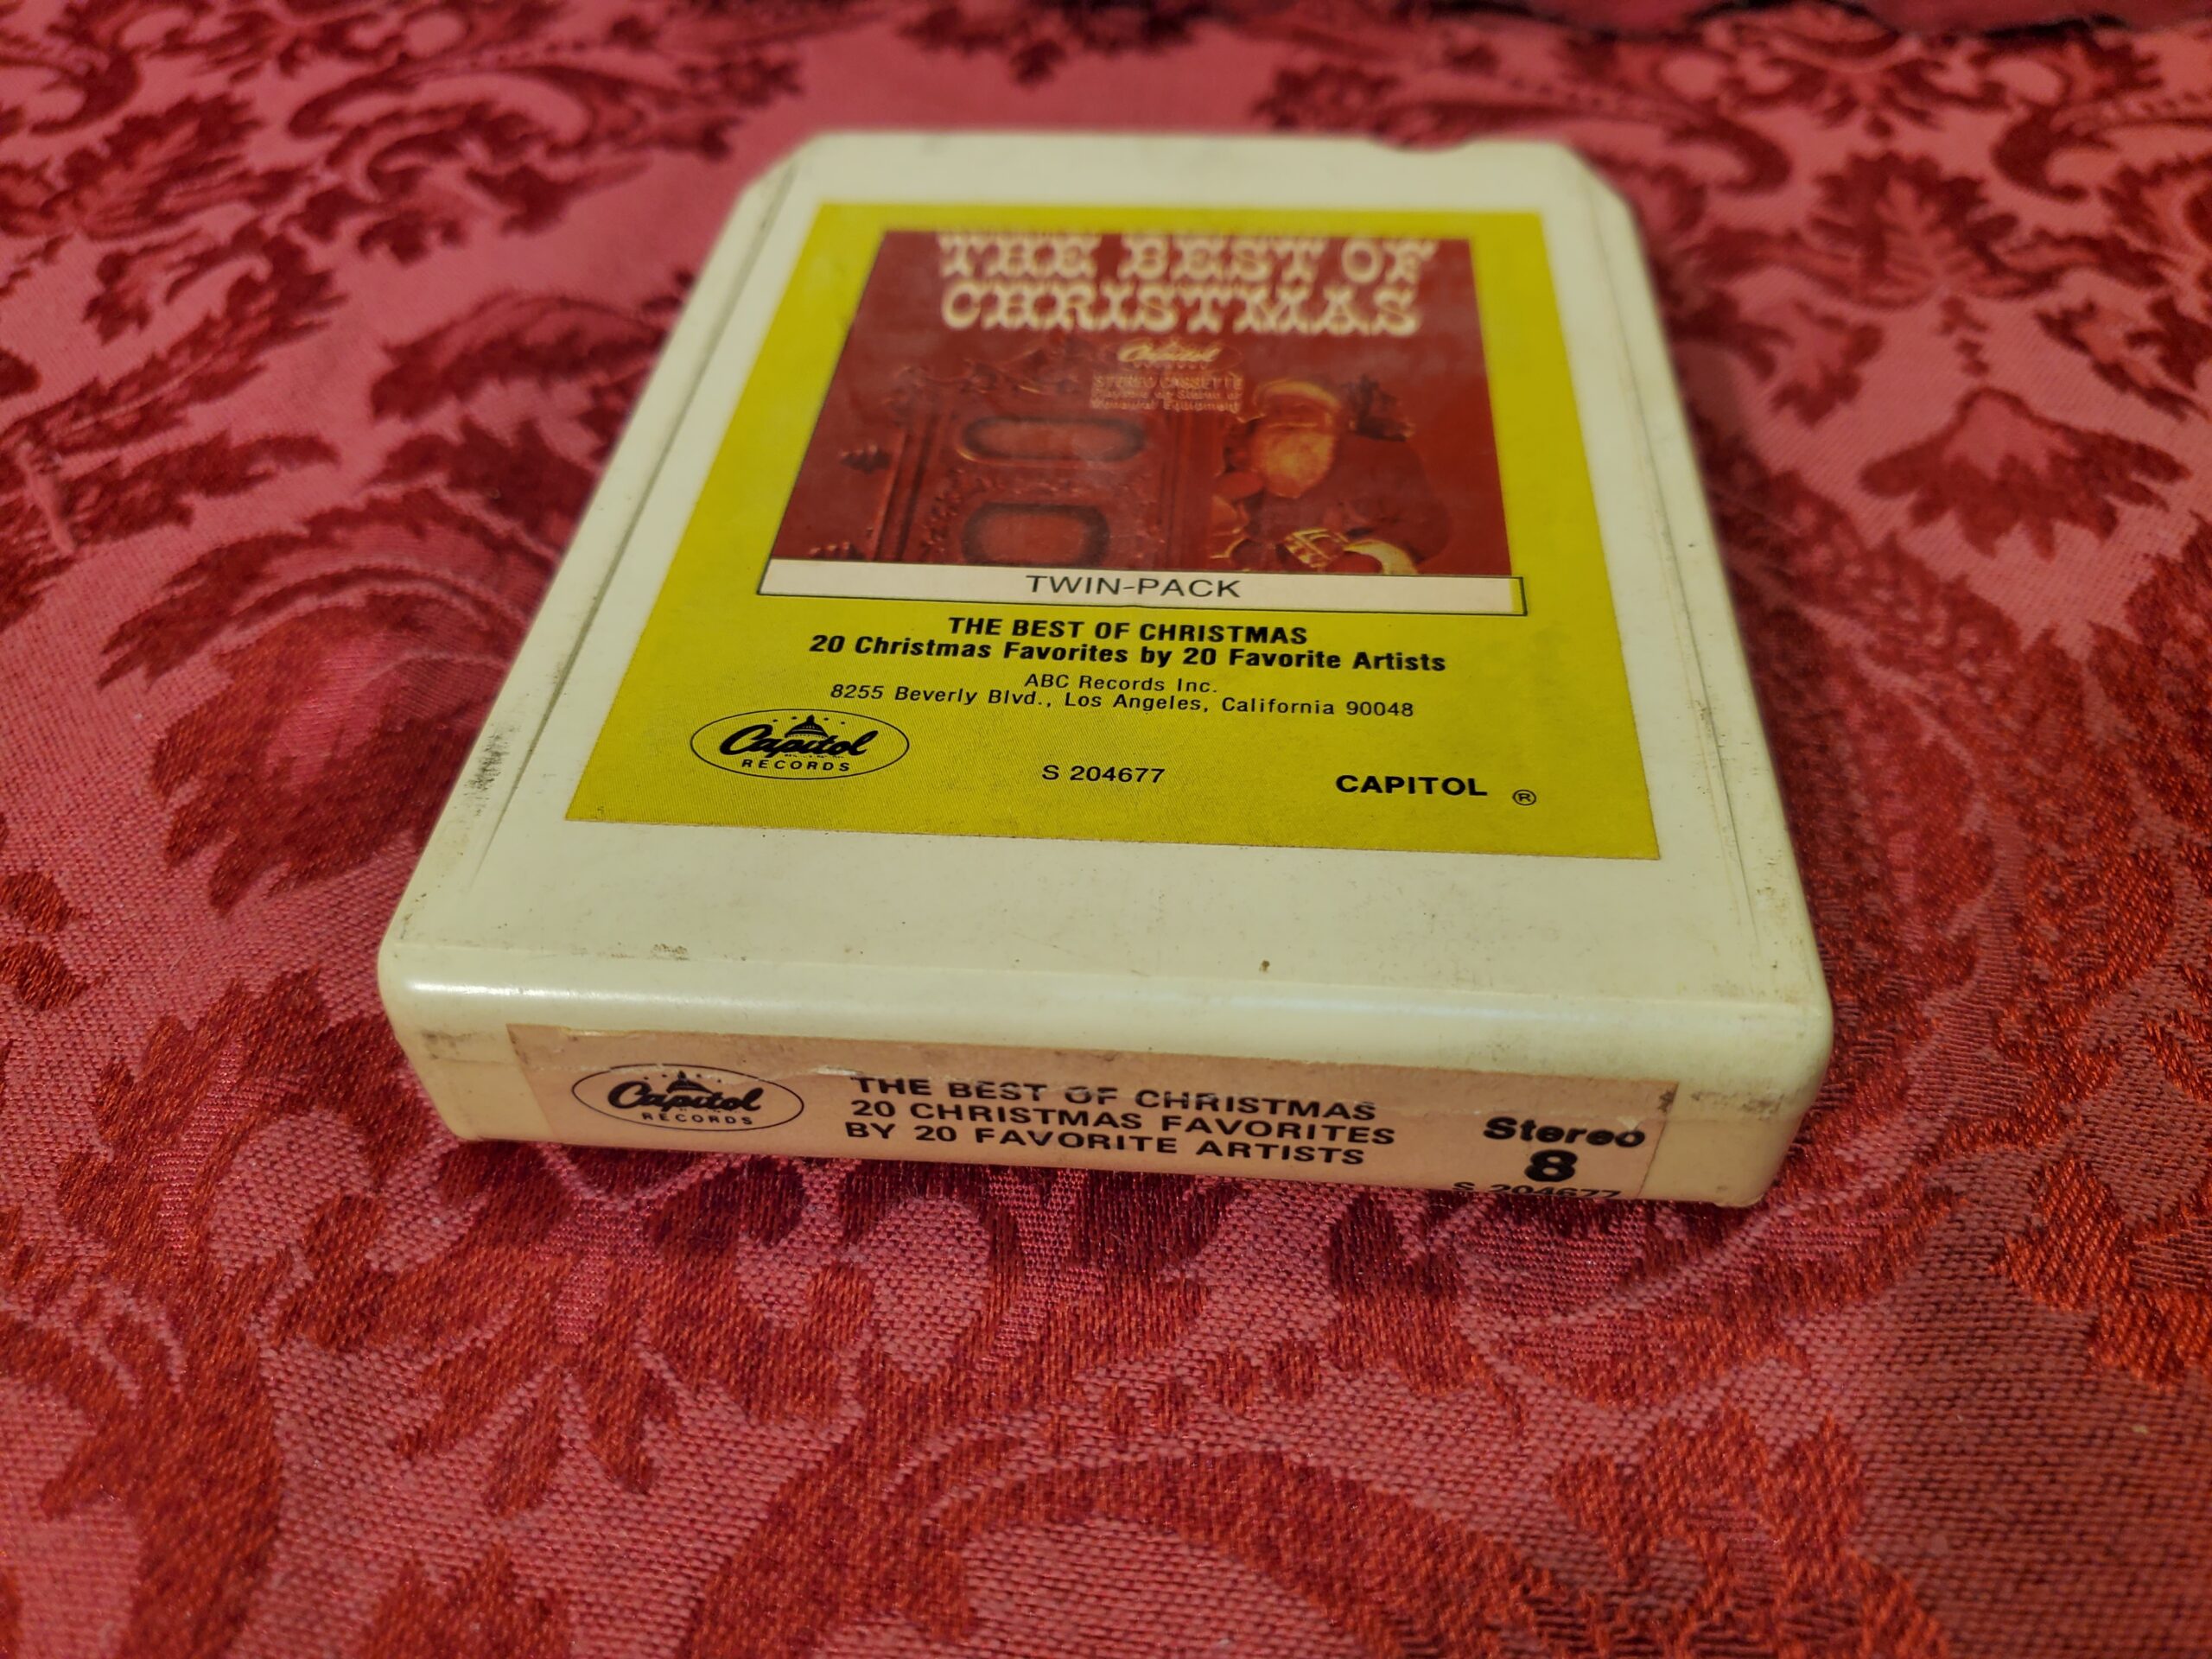 THE BEST OF
CHRISTMAS
Capitol
STEREO CASSETTE
TWIN-PACK
THE BEST OF CHRISTMAS
20 Christmas Favorites by 20 Favorite Artists
ABC Records Inc.
8255 Beverly Blvd., Los Angeles, California 90048
Capitol
RECORDS
S 204677
CAPITOL ®
Capitol
RECORDS
THE BEST OF CHRISTMAS
20 CHRISTMAS FAVORITES
BY 20 FAVORITE ARTISTS
Stereo
8
S 204677